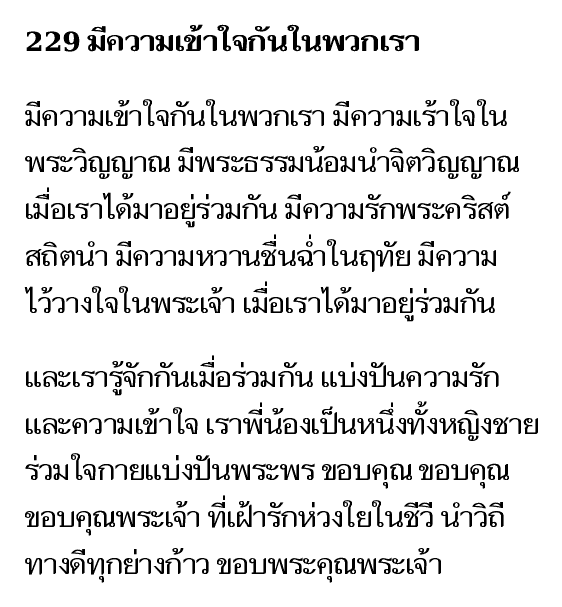 229 มีความเข้าใจกันในพวกเรา
มีความเข้าใจกันในพวกเรา มีความเร้าใจใน
พระวิญญาณ มีพระธรรมน้อมนำจิตวิญญาณ
เมื่อเราได้มาอยู่ร่วมกัน มีความรักพระคริสต์
สถิตนำ มีความหวานชื่นฉ่ำในฤทัย มีความ
ไว้วางใจในพระเจ้า เมื่อเราได้มาอยู่ร่วมกัน
และเรารู้จักกันเมื่อร่วมกัน แบ่งปันความรัก
และความเข้าใจ เราพี่น้องเป็นหนึ่งทั้งหญิงชาย
ร่วมใจกายแบ่งปันพระพร ขอบคุณ ขอบคุณ
ขอบคุณพระเจ้า ที่เฝ้ารักห่วงใยในชีวี นำวิถี
ทางดีทุกย่างก้าว ขอบพระคุณพระเจ้า